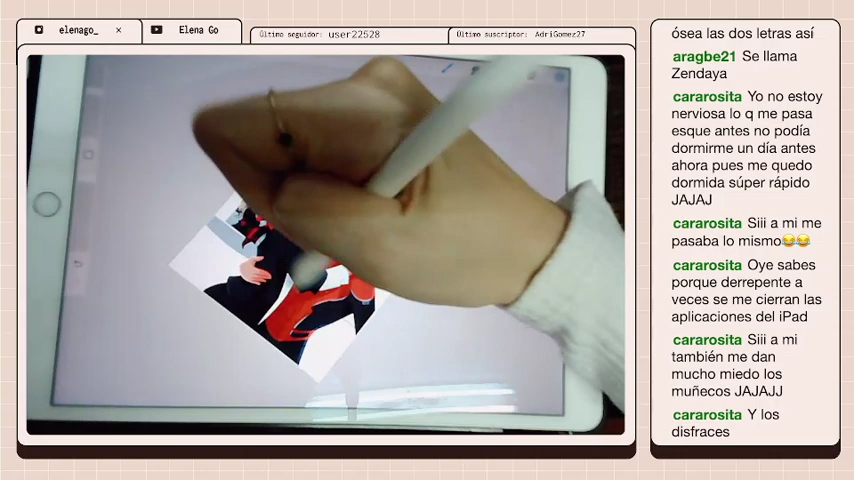 elenago_ ×
Elena Go
Último seguidor: user22528
Último suscriptor: AdriGomez27
ósea las dos letras así
aragbe21 Se llama
Zendaya
cararosita Yo no estoy
nerviosa lo q me pasa
esque antes no podía
dormirme un día antes
ahora pues me quedo
dormida súper rápido
JAJAJ
cararosita Siii a mi me
pasaba lo mismo😂😂
cararosita Oye sabes
porque derrepente a
veces se me cierran las
aplicaciones del iPad
cararosita Siii a mi
también me dan
mucho miedo los
muñecos JAJAJJ
cararosita Y los
disfraces